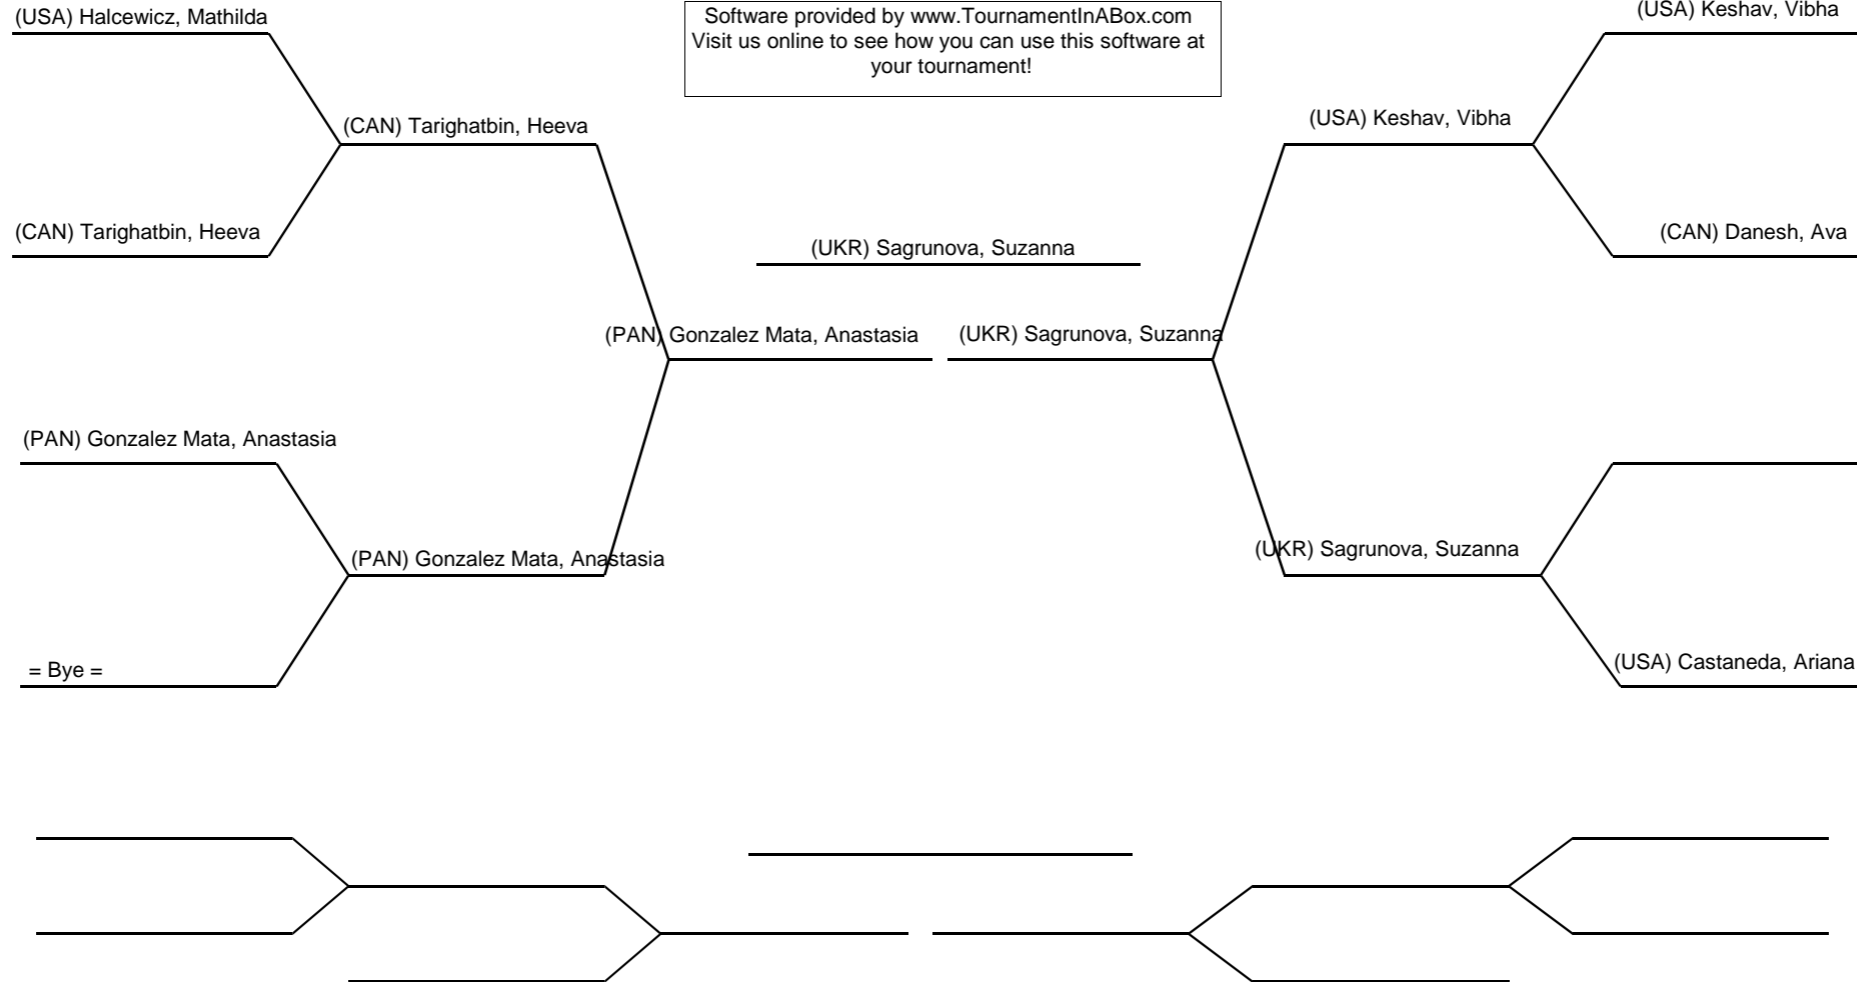 (USA) Halcewicz, Mathilda
Software provided by www.TournamentInABox.com
Visit us online to see how you can use this software at
your tournament!
(USA) Keshav, Vibha
(CAN) Tarighatbin, Heeva
(USA) Keshav, Vibha
(CAN) Tarighatbin, Heeva
(UKR) Sagrunova, Suzanna
(CAN) Danesh, Ava
(PAN) Gonzalez Mata, Anastasia
(UKR) Sagrunova, Suzanna
(PAN) Gonzalez Mata, Anastasia
(PAN) Gonzalez Mata, Anastasia
(UKR) Sagrunova, Suzanna
= Bye =
(USA) Castaneda, Ariana